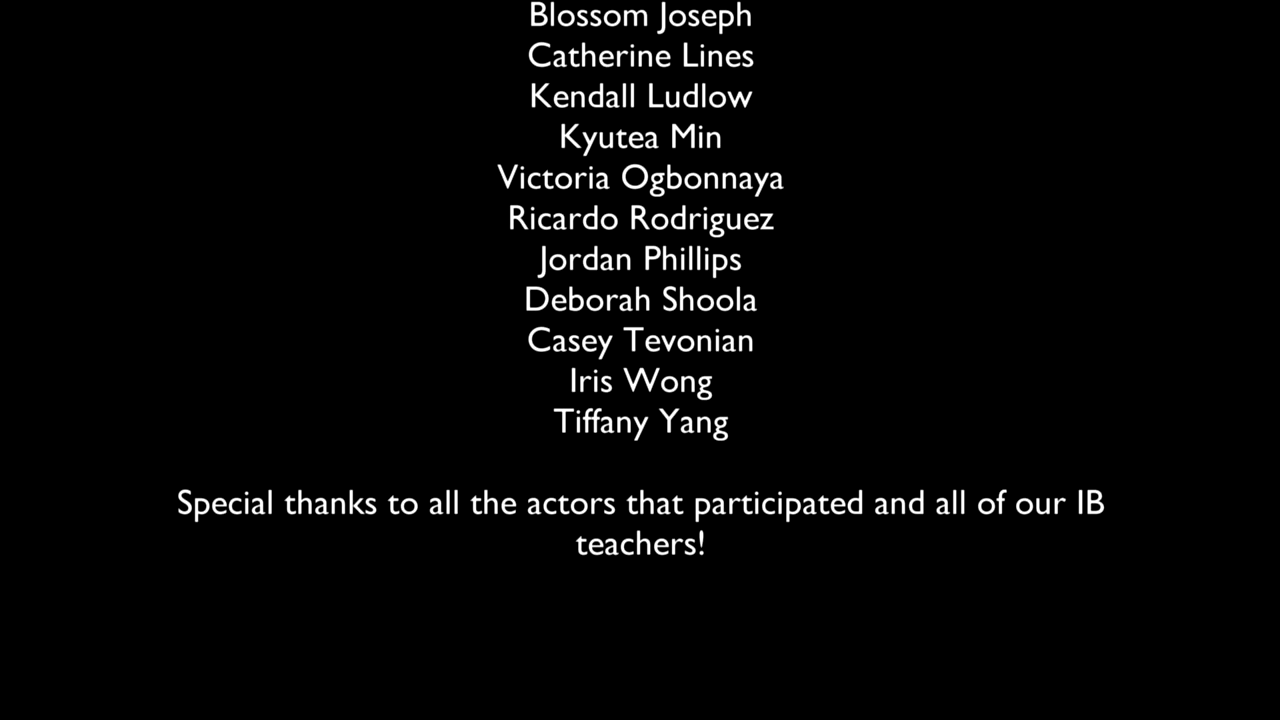 Blossom Joseph
Catherine Lines
Kendall Ludlow
Kyutea Min
Victoria Ogbonnaya
Ricardo Rodriguez
Jordan Phillips
Deborah Shoola
Casey Tevonian
Iris Wong
Tiffany Yang
Special thanks to all the actors that participated and all of our IB
teachers!